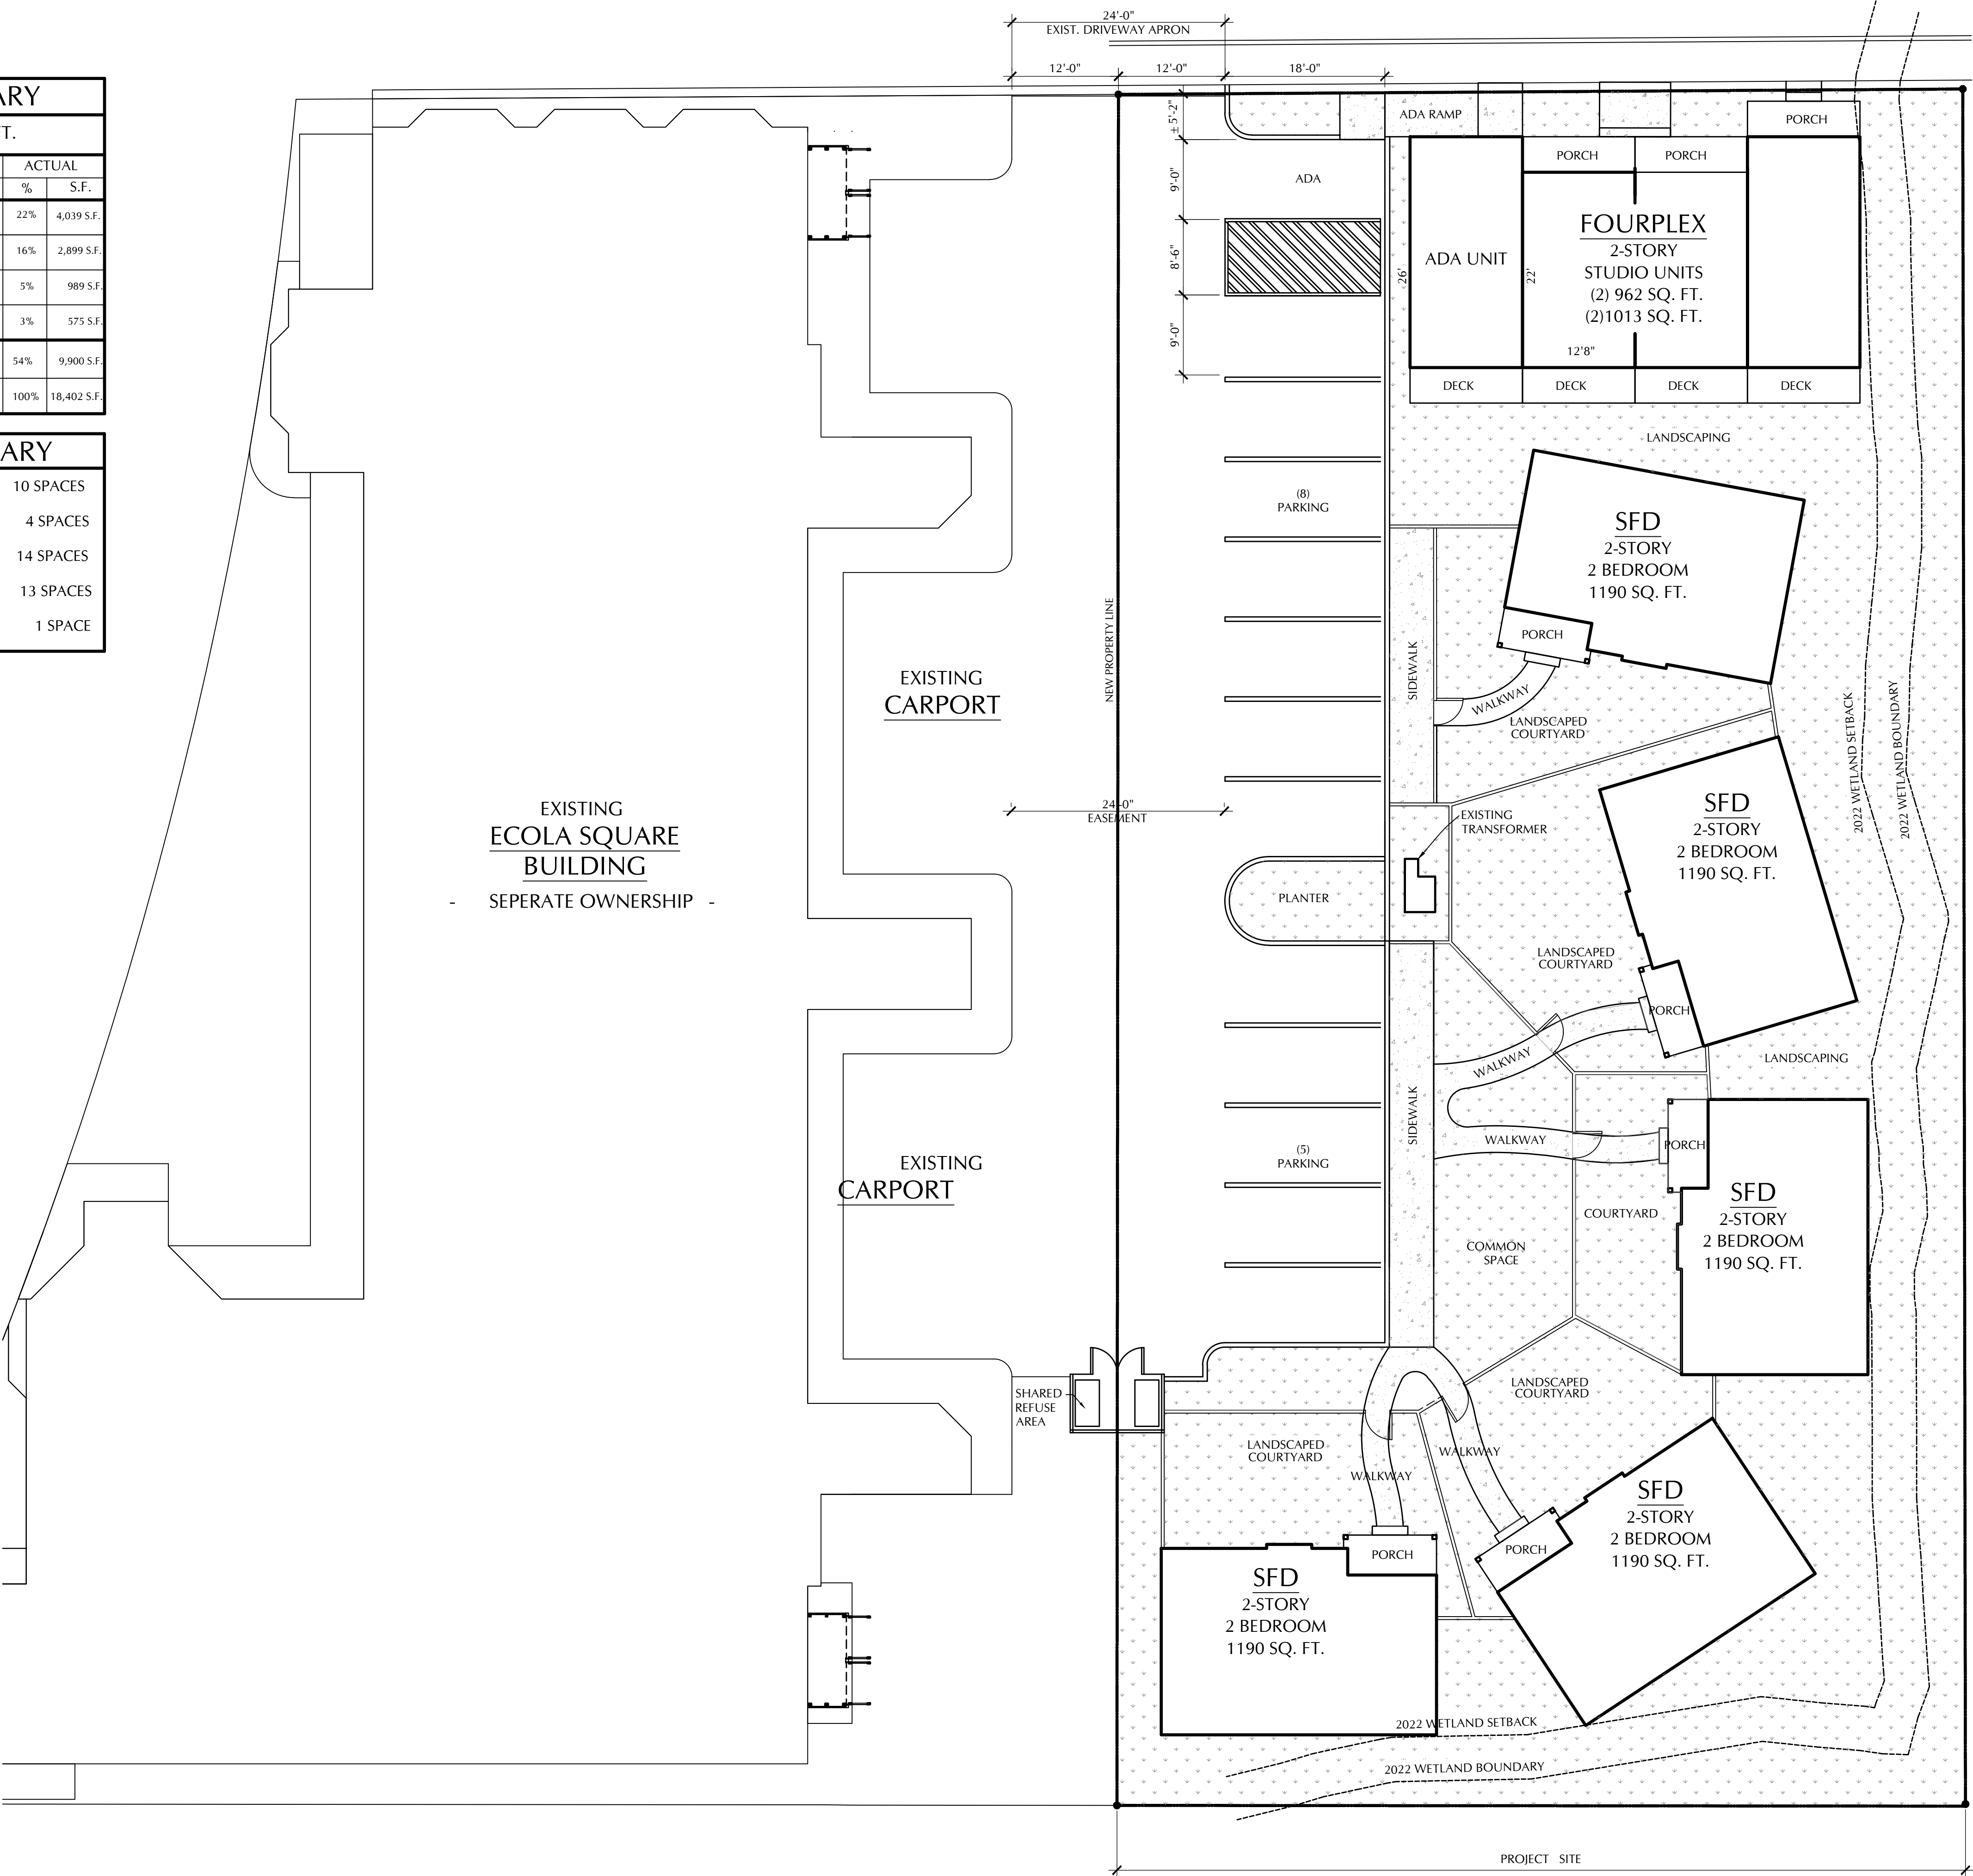 24'-0"
EXIST. DRIVEWAY APRON
12'-0"
12'-0"
18'-0"
ARY
T.
ACTUAL
% S.F.
22% 4,039 S.F.
16% 2,899 S.F.
5% 989 S.F.
3% 575 S.F.
54% 9,900 S.F.
100% 18,402 S.F.
ARY
10 SPACES
4 SPACES
14 SPACES
13 SPACES
1 SPACE
± 5'-2"
9'-0"
8'-6"
9'-0"
ADA RAMP
PORCH
ADA
PORCH
PORCH
ADA UNIT
26'
22'
FOURPLEX
2-STORY
STUDIO UNITS
(2) 962 SQ. FT.
(2)1013 SQ. FT.
12'8"
DECK
DECK
DECK
DECK
LANDSCAPING
(8)
PARKING
SFD
2-STORY
2 BEDROOM
1190 SQ. FT.
PORCH
WALKWAY
SIDEWALK
LANDSCAPED
COURTYARD
NEW PROPERTY LINE
EXISTING
CARPORT
2022 WETLAND SETBACK
2022 WETLAND BOUNDARY
EXISTING
ECOLA SQUARE
BUILDING
- SEPERATE OWNERSHIP -
24'-0"
EASEMENT
EXISTING
TRANSFORMER
SFD
2-STORY
2 BEDROOM
1190 SQ. FT.
PLANTER
LANDSCAPED
COURTYARD
PORCH
WALKWAY
LANDSCAPING
SIDEWALK
WALKWAY
PORCH
EXISTING
CARPORT
(5)
PARKING
COURTYARD
SFD
2-STORY
2 BEDROOM
1190 SQ. FT.
COMMON
SPACE
SHARED
REFUSE
AREA
LANDSCAPED
COURTYARD
LANDSCAPED
COURTYARD
WALKWAY
WALKWAY
SFD
2-STORY
2 BEDROOM
1190 SQ. FT.
PORCH
PORCH
SFD
2-STORY
2 BEDROOM
1190 SQ. FT.
2022 WETLAND SETBACK
2022 WETLAND BOUNDARY
PROJECT SITE